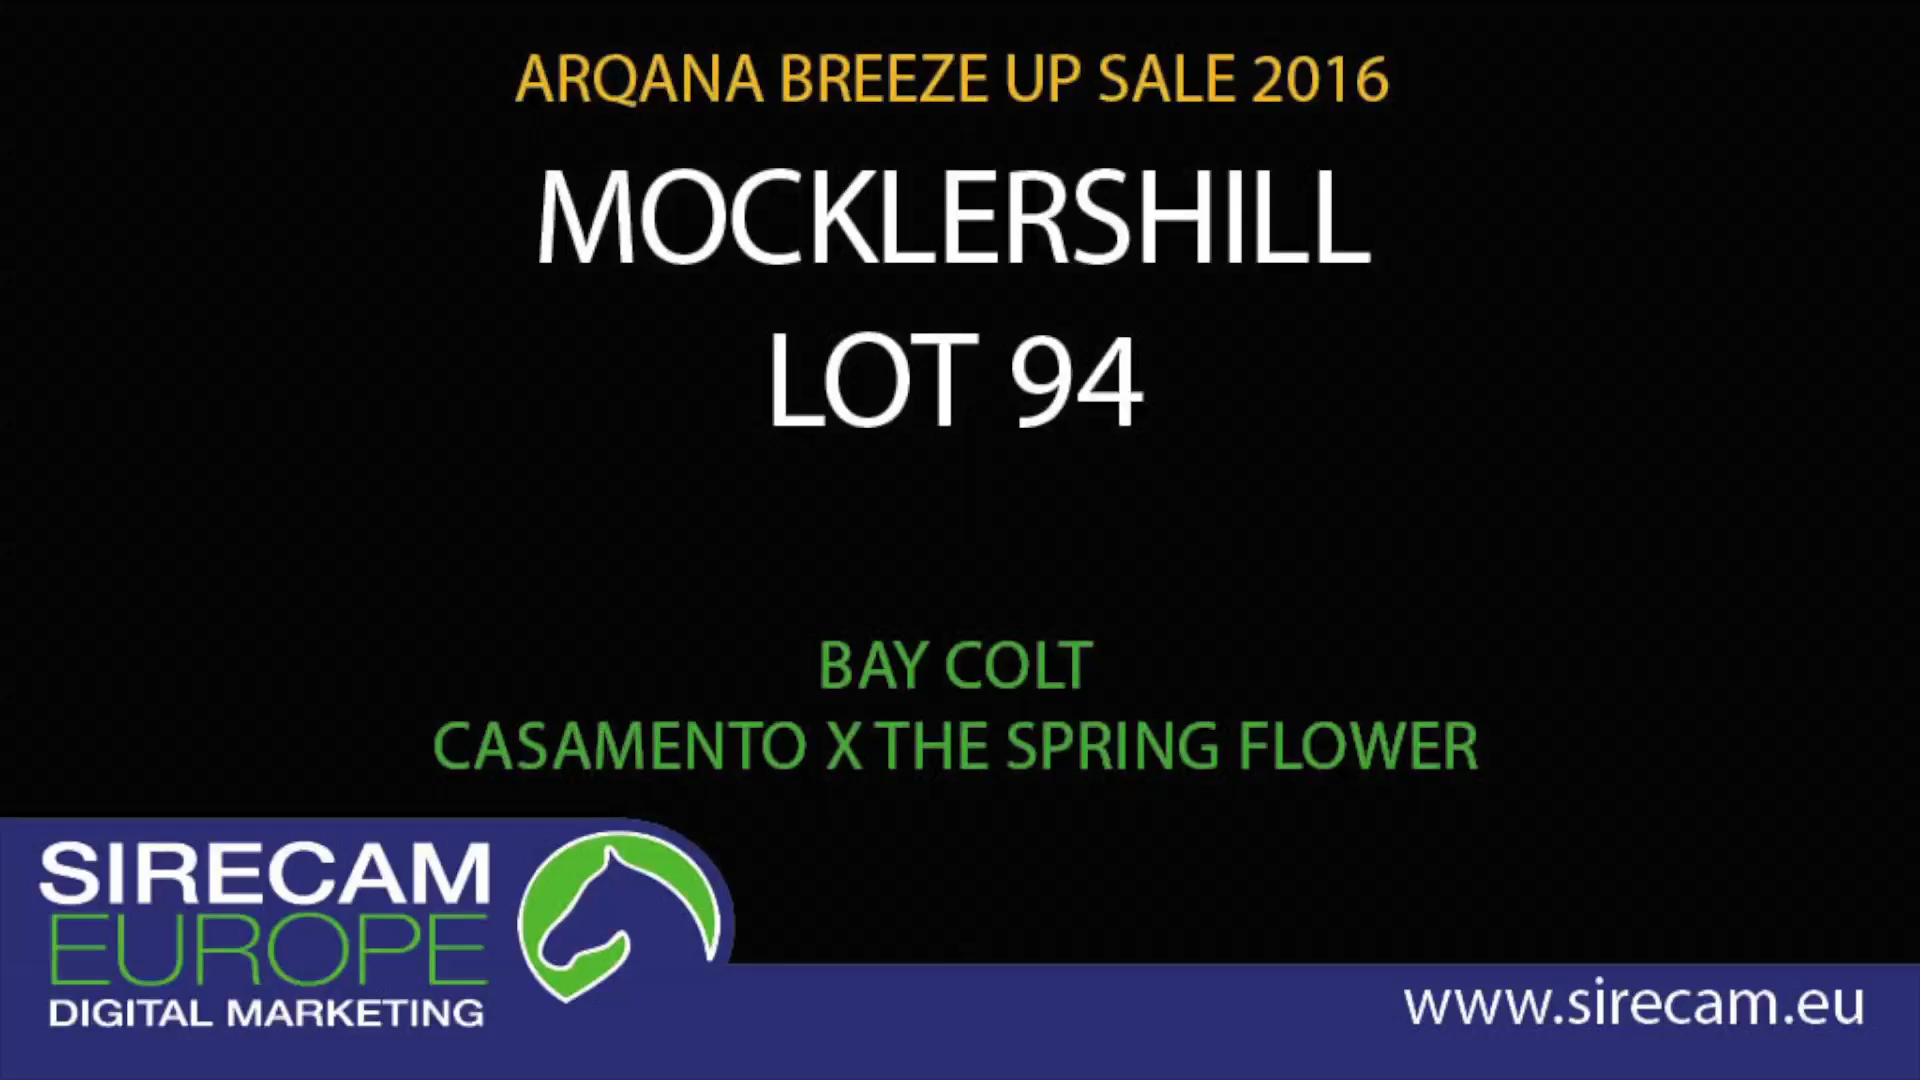 ARQANA BREEZE UP SALE 2016
MOCKLERSHILL
LOT 94
BAY COLT
CASAMENTO X THE SPRING FLOWER
SIRECAM
EUROPE
DIGITAL MARKETING
www.sirecam.eu